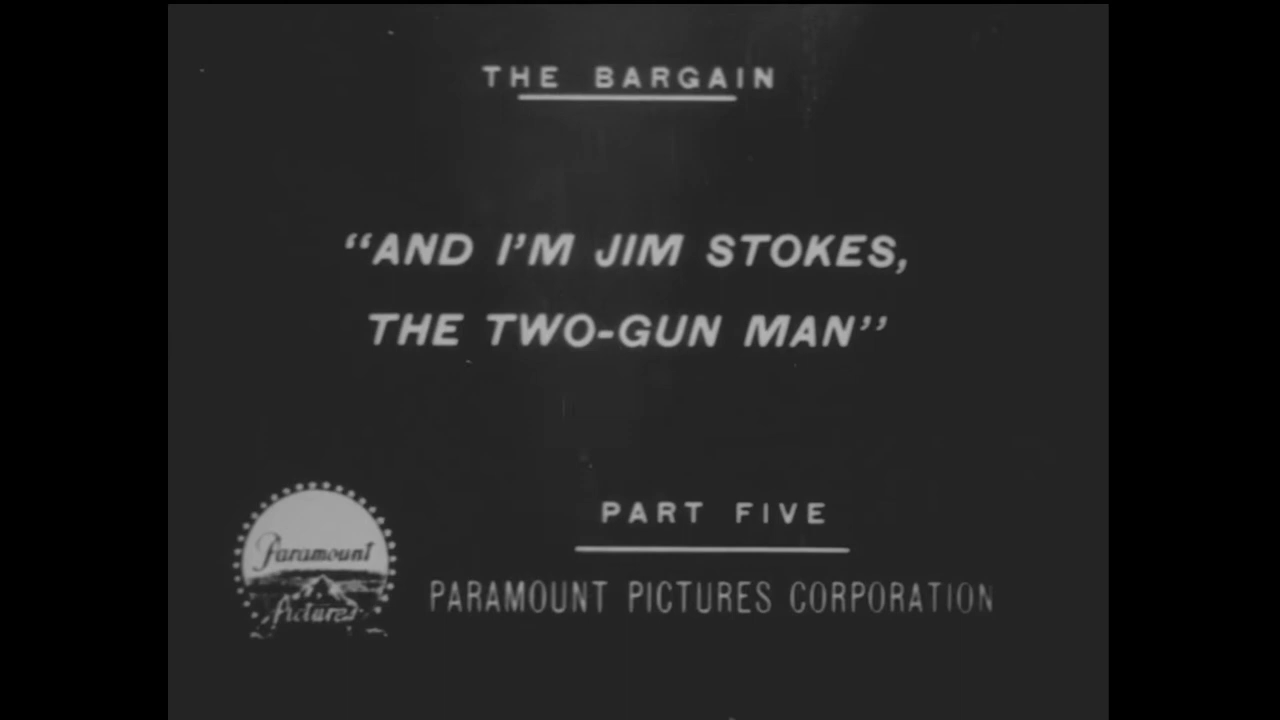 THE BARGAIN
“AND I’M JIM STOKES,
THE TWO-GUN MAN”
PART FIVE
Paramount
Pictures
PARAMOUNT PICTURES CORPORATION